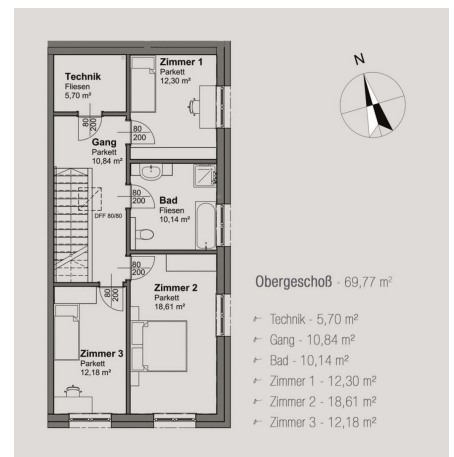 Technik
Fliesen
5,70 m²
Zimmer 1
Parkett
12,30 m²
N
80
200
Gang
Parkett
10,84 m²
80
200
DFF 80/80
80
200
Bad
Fliesen
10,14 m²
80
200
80
200
Zimmer 2
Parkett
18,61 m²
Zimmer 3
Parkett
12,18 m²
Obergeschoß - 69,77 m²
Technik - 5,70 m²
Gang - 10,84 m²
Bad - 10,14 m²
Zimmer 1 - 12,30 m²
Zimmer 2 - 18,61 m²
Zimmer 3 - 12,18 m²